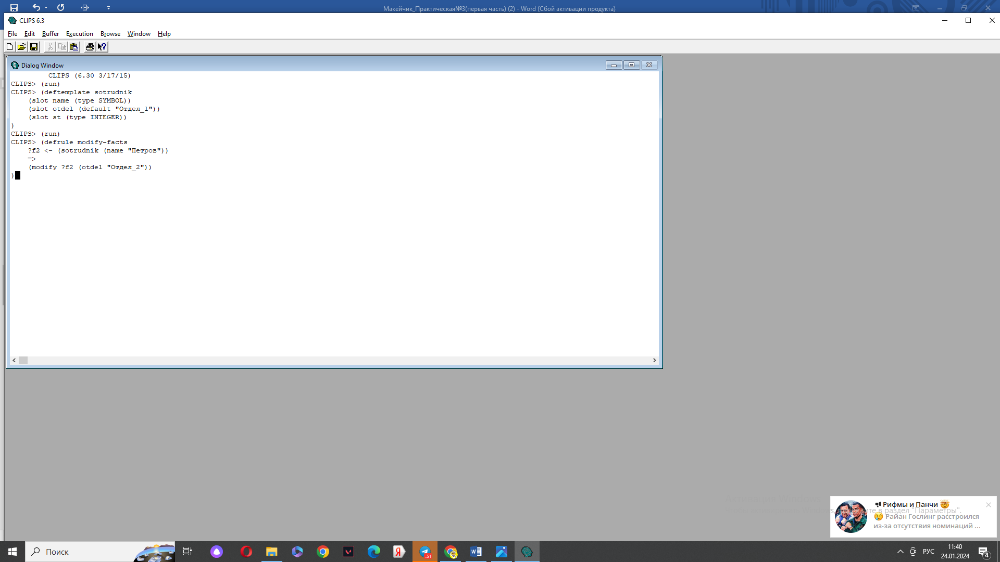 Макейчик_Практическая№3(первая часть) (2) - Word (Сбой активации продукта)
CLIPS 6.3
File Edit Buffer Execution Browse Window Help
Dialog Window
CLIPS (6.30 3/17/15)
CLIPS> (run)
CLIPS> (deftemplate sotrudnik
(slot name (type SYMBOL))
(slot otdel (default "Отдел_1"))
(slot st (type INTEGER))
)
CLIPS> (run)
CLIPS> (defrule modify-facts
?f2 <- (sotrudnik (name "Петров"))
=>
(modify ?f2 (otdel "Отдел_2"))
)
Рифмы и Панчи
в раздел "Параметры".
Райан Гослинг расстроился
из-за отсутствия номинаций ...
Поиск
51
РУС
11:40
24.01.2024
4